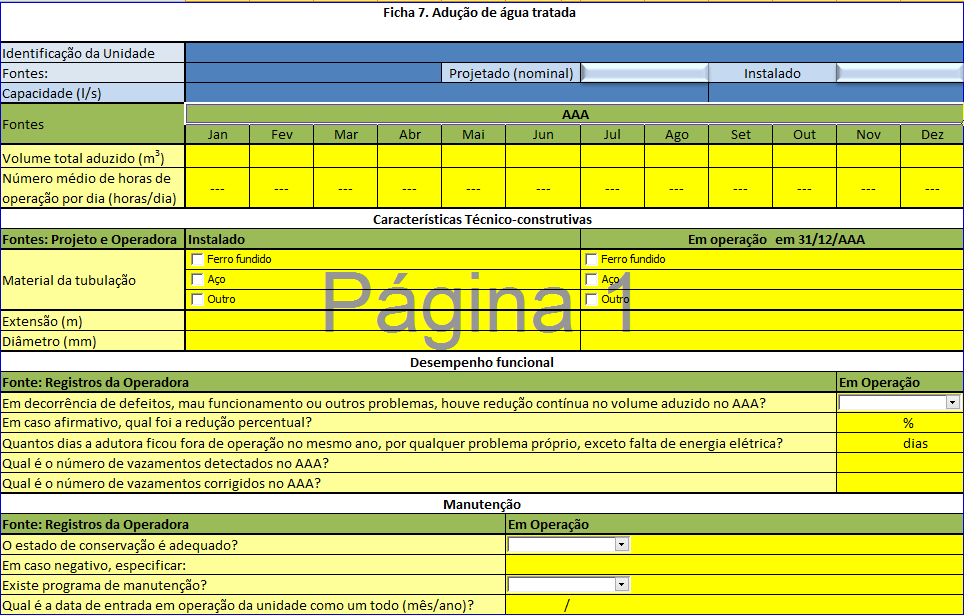 Ficha 7. Adução de água tratada
Identificação da Unidade
Fontes: Projetado (nominal) Instalado
Capacidade (l/s)
Fontes AAA
Jan Fev Mar Abr Mai Jun Jul Ago Set Out Nov Dez
Volume total aduzido (m³)
Número médio de horas de
operação por dia (horas/dia) --- --- --- --- --- --- --- --- --- --- --- ---
Características Técnico-construtivas
Fontes: Projeto e Operadora Instalado Em operação em 31/12/AAA
Material da tubulação
Ferro fundido Ferro fundido
Aço Aço
Outro Outro
Página 1
Extensão (m)
Diâmetro (mm)
Desempenho funcional
Fonte: Registros da Operadora Em Operação
Em decorrência de defeitos, mau funcionamento ou outros problemas, houve redução contínua no volume aduzido no AAA?
Em caso afirmativo, qual foi a redução percentual? %
Quantos dias a adutora ficou fora de operação no mesmo ano, por qualquer problema próprio, exceto falta de energia elétrica? dias
Qual é o número de vazamentos detectados no AAA?
Qual é o número de vazamentos corrigidos no AAA?
Manutenção
Fonte: Registros da Operadora Em Operação
O estado de conservação é adequado?
Em caso negativo, especificar:
Existe programa de manutenção?
Qual é a data de entrada em operação da unidade como um todo (mês/ano)? /